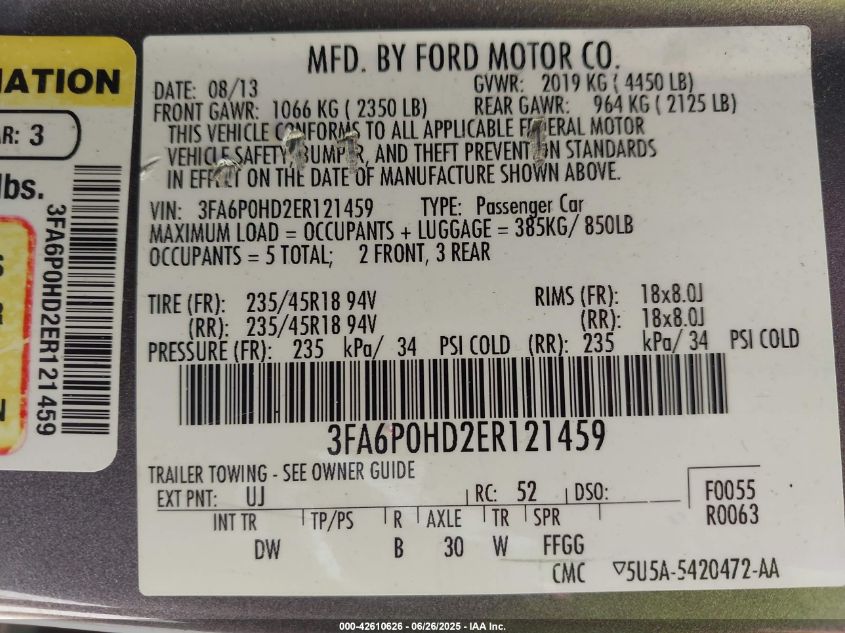 MATION
AR: 3
lbs.
3FA6P0HD2ER121459
S
N
MFD. BY FORD MOTOR CO.
DATE: 08/13 GVWR: 2019 KG ( 4450 LB)
FRONT GAWR: 1066 KG ( 2350 LB) REAR GAWR: 964 KG ( 2125 LB)
THIS VEHICLE CONFORMS TO ALL APPLICABLE FEDERAL MOTOR
VEHICLE SAFETY, BUMPER, AND THEFT PREVENTION STANDARDS
IN EFFECT ON THE DATE OF MANUFACTURE SHOWN ABOVE.
VIN: 3FA6P0HD2ER121459 TYPE: Passenger Car
MAXIMUM LOAD = OCCUPANTS + LUGGAGE = 385KG/ 850LB
OCCUPANTS = 5 TOTAL; 2 FRONT, 3 REAR
TIRE (FR): 235/45R18 94V RIMS (FR): 18x8.0J
(RR): 235/45R18 94V (RR): 18x8.0J
PRESSURE (FR): 235 kPa/ 34 PSI COLD (RR): 235 kPa/ 34 PSI COLD
3FA6P0HD2ER121459
TRAILER TOWING - SEE OWNER GUIDE
EXT PNT: UJ RC: 52 DSO: F0055
INT TR TP/PS R AXLE TR SPR R0063
DW B 30 W FFGG
CMC ▽5U5A-5420472-AA
000-42610626 - 06/26/2025 - IAA Inc.